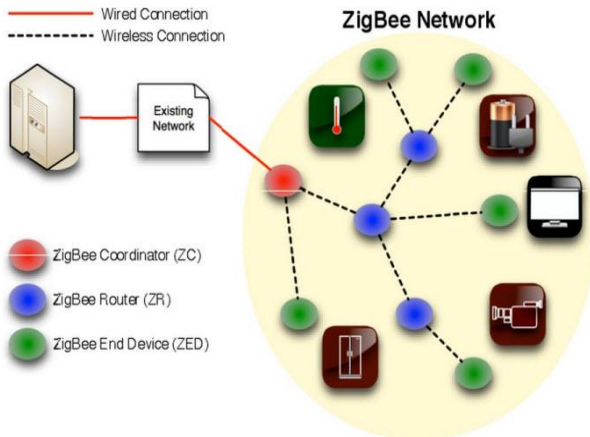 Wired Connection
Wireless Connection
ZigBee Network
Existing
Network
ZigBee Coordinator (ZC)
ZigBee Router (ZR)
ZigBee End Device (ZED)